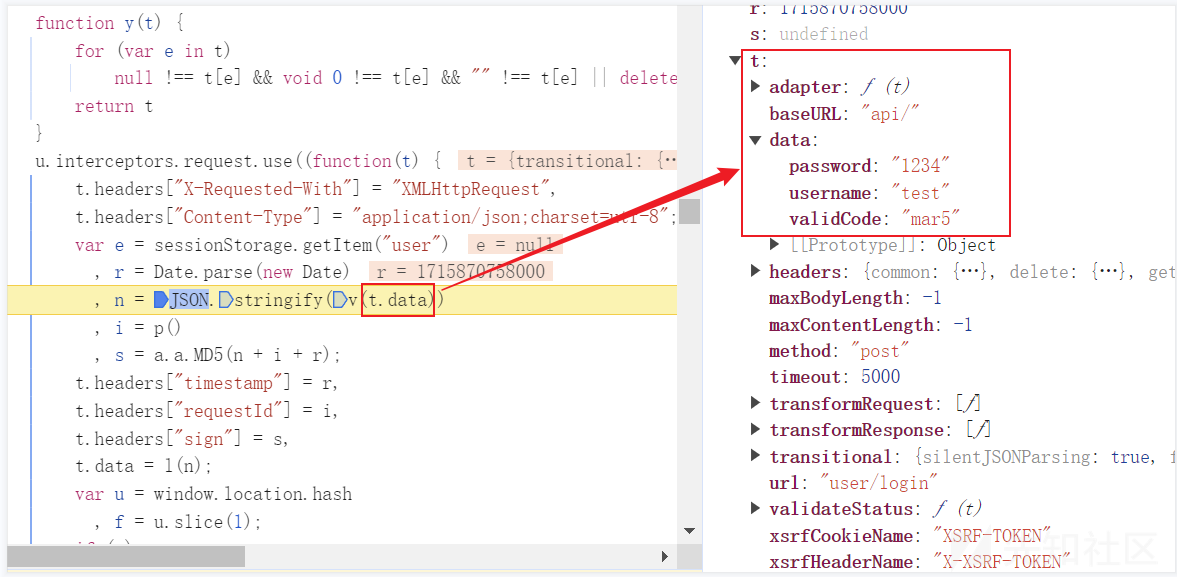 function y(t) {
for (var e in t)
null !== t[e] && void 0 !== t[e] && "" !== t[e] || delete
return t
}
u.interceptors.request.use((function(t) { t = {transitional: {…
t.headers["X-Requested-With"] = "XMLHttpRequest",
t.headers["Content-Type"] = "application/json;charset=utf-8";
var e = sessionStorage.getItem("user") e = null
, r = Date.parse(new Date) r = 1715870758000
, n = JSON.stringify(v(t.data))
, i = p()
, s = a.a.MD5(n + i + r);
t.headers["timestamp"] = r,
t.headers["requestId"] = i,
t.headers["sign"] = s,
t.data = l(n);
var u = window.location.hash
, f = u.slice(1);
r: 1715870758000
s: undefined
t:
adapter: ƒ (t)
baseURL: "api/"
data:
password: "1234"
username: "test"
validCode: "mar5"
[[Prototype]]: Object
headers: {common: {…}, delete: {…}, get
maxBodyLength: -1
maxContentLength: -1
method: "post"
timeout: 5000
transformRequest: [ƒ]
transformResponse: [ƒ]
transitional: {silentJSONParsing: true, f
url: "user/login"
validateStatus: ƒ (t)
xsrfCookieName: "XSRF-TOKEN"
xsrfHeaderName: "X-XSRF-TOKEN"